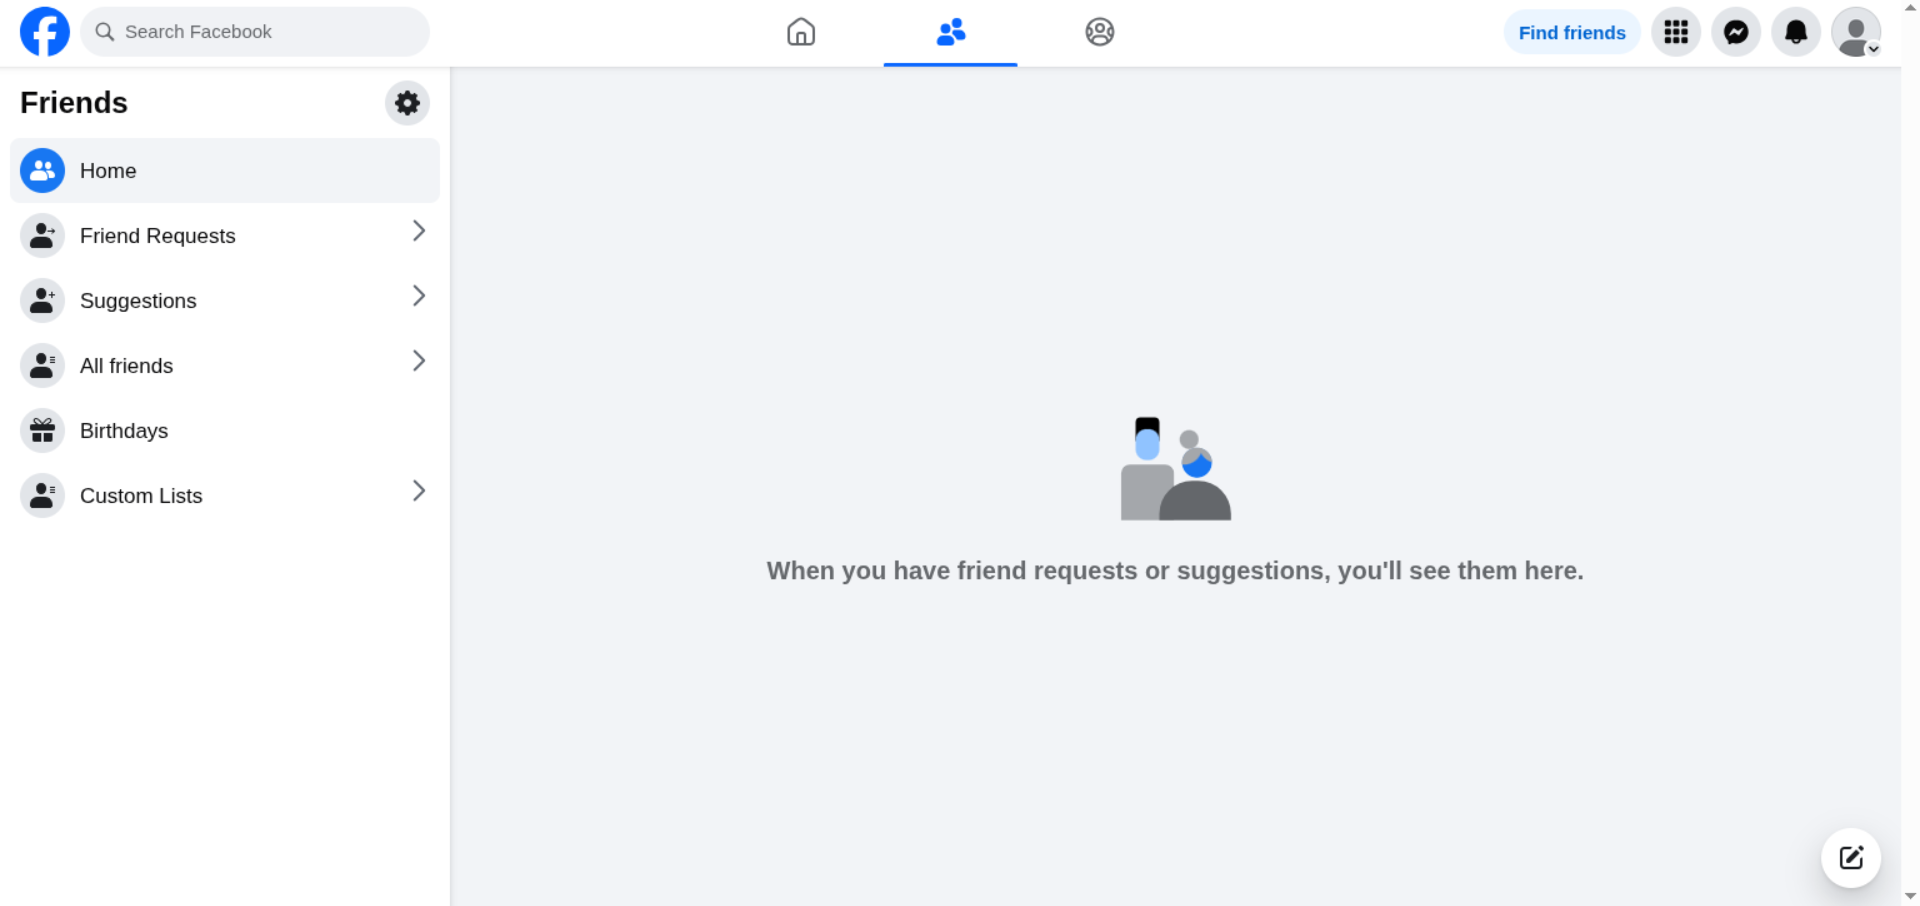 Search Facebook
Find friends
Friends
Home
Friend Requests
Suggestions
All friends
Birthdays
Custom Lists
When you have friend requests or suggestions, you'll see them here.